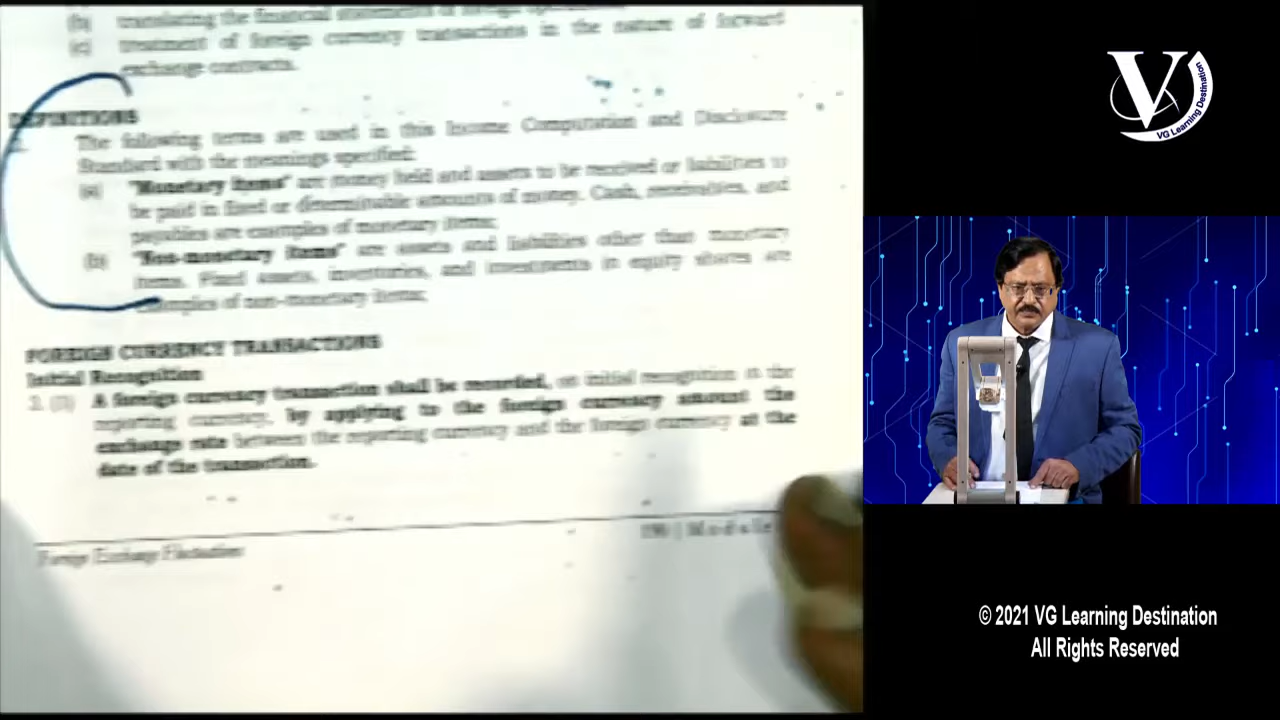 (b) translating the financial statements of foreign
(c) treatment of foreign currency transactions in the nature of forward
exchange contracts.
DEFINITIONS
The following terms are used in this Income Computation and Disclosure
Standard with the meanings specified:
(a) "Monetary items" are money held and assets to be received or liabilities to
be paid in fixed or determinable amounts of money. Cash, receivables, and
payables are examples of monetary items;
(b) "Non-monetary items" are assets and liabilities other than monetary
items. Fixed assets, inventories, and investments in equity shares are
examples of non-monetary items;
FOREIGN CURRENCY TRANSACTIONS
Initial Recognition
3. (1) A foreign currency transaction shall be recorded, on initial recognition in the
reporting currency, by applying to the foreign currency amount the
exchange rate between the reporting currency and the foreign currency at the
date of the transaction.
| Module
Foreign Exchange Fluctuation
V
VG Learning Destination
© 2021 VG Learning Destination
All Rights Reserved